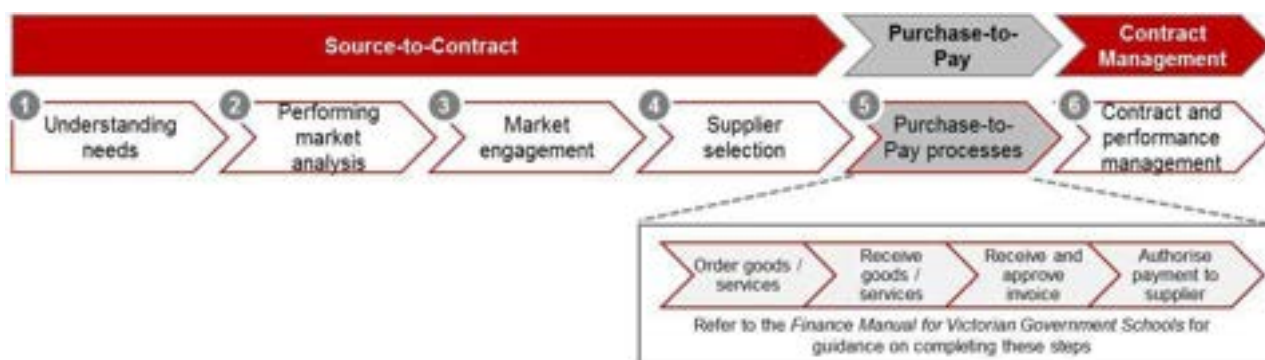 Source-to-Contract
Purchase-to-
Pay
Contract
Management
1
Understanding
needs
2
Performing
market
analysis
3
Market
engagement
4
Supplier
selection
5
Purchase-to-
Pay processes
6
Contract and
performance
management
Order goods /
services
Receive
goods /
services
Receive and
approve
invoice
Authorise
payment to
supplier
Refer to the Finance Manual for Victorian Government Schools for
guidance on completing these steps